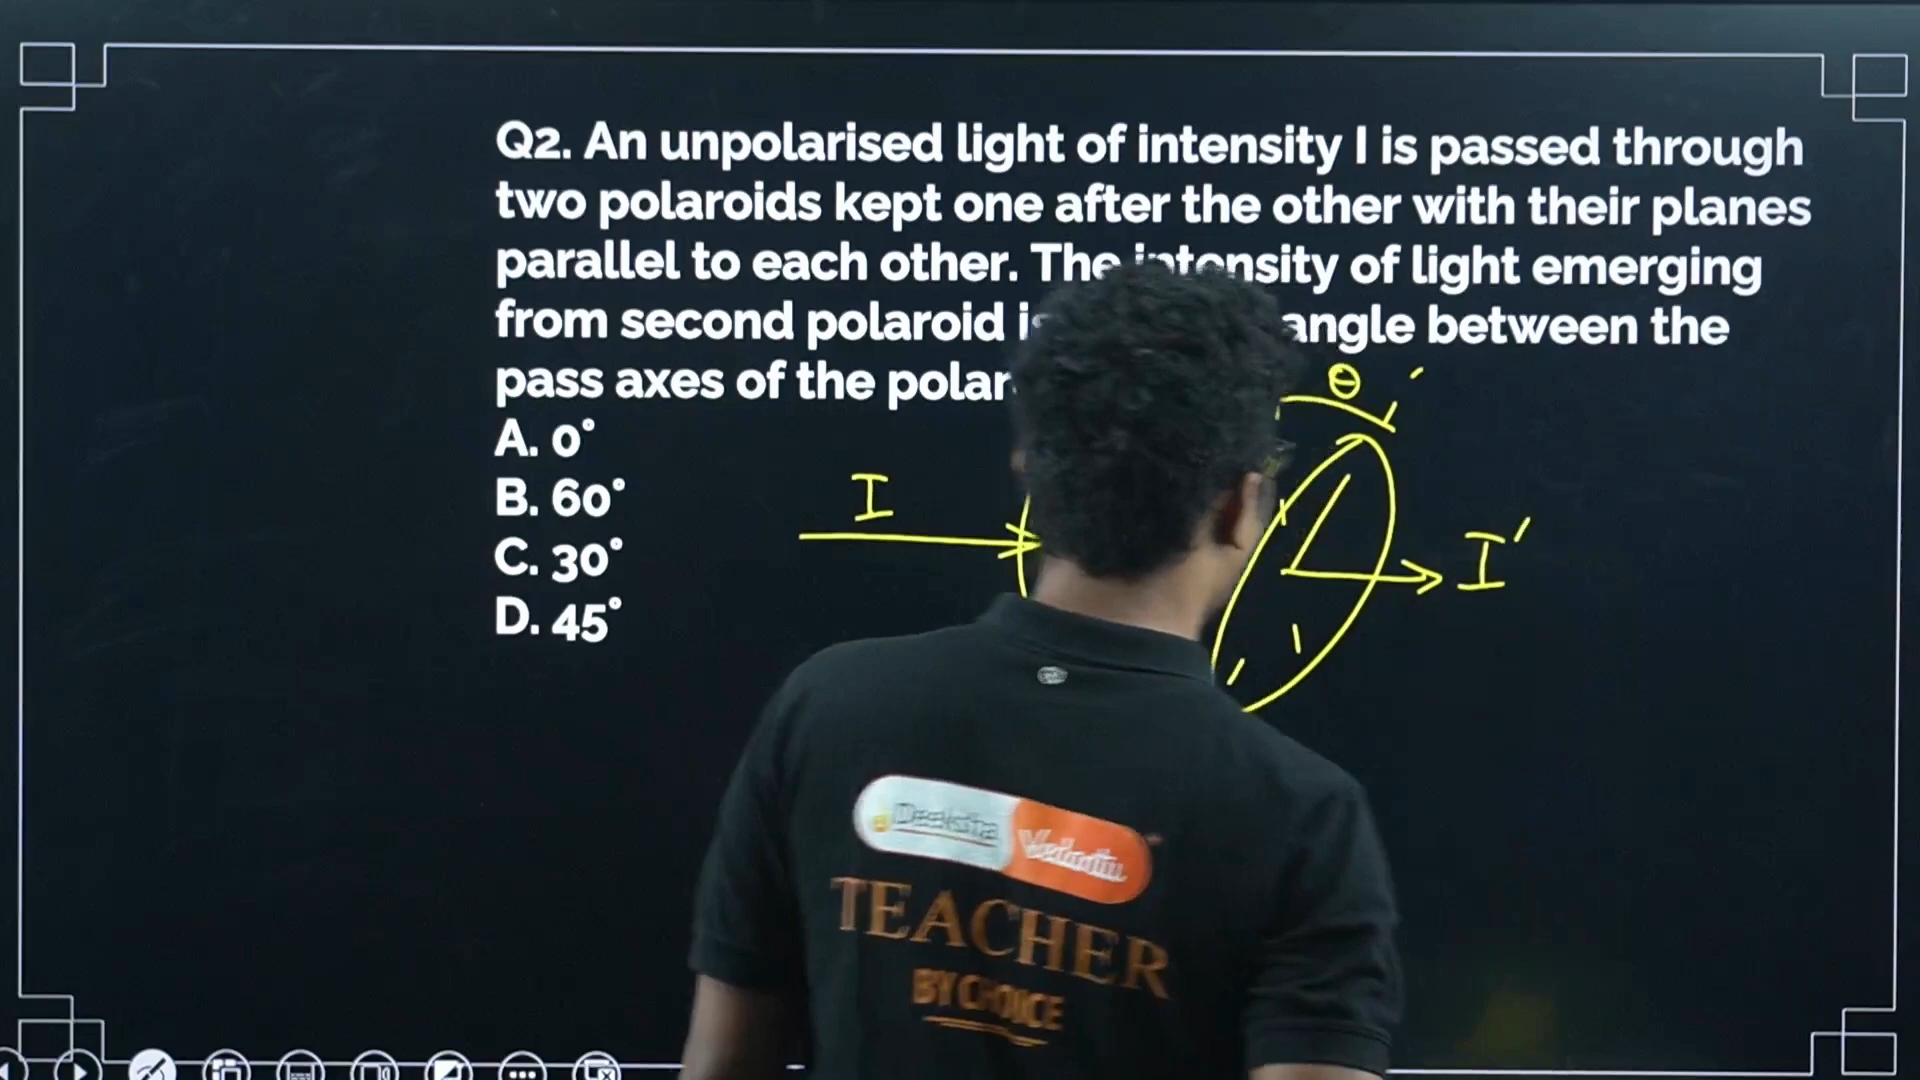 Q2. An unpolarised light of intensity I is passed through
two polaroids kept one after the other with their planes
parallel to each other. The intensity of light emerging
from second polaroid angle between the
pass axes of the
A. 0°
B. 60°
C. 30°
D. 45°
θ
I
I′
Deeksha
Vedantu
TEACHER
BY CHOICE